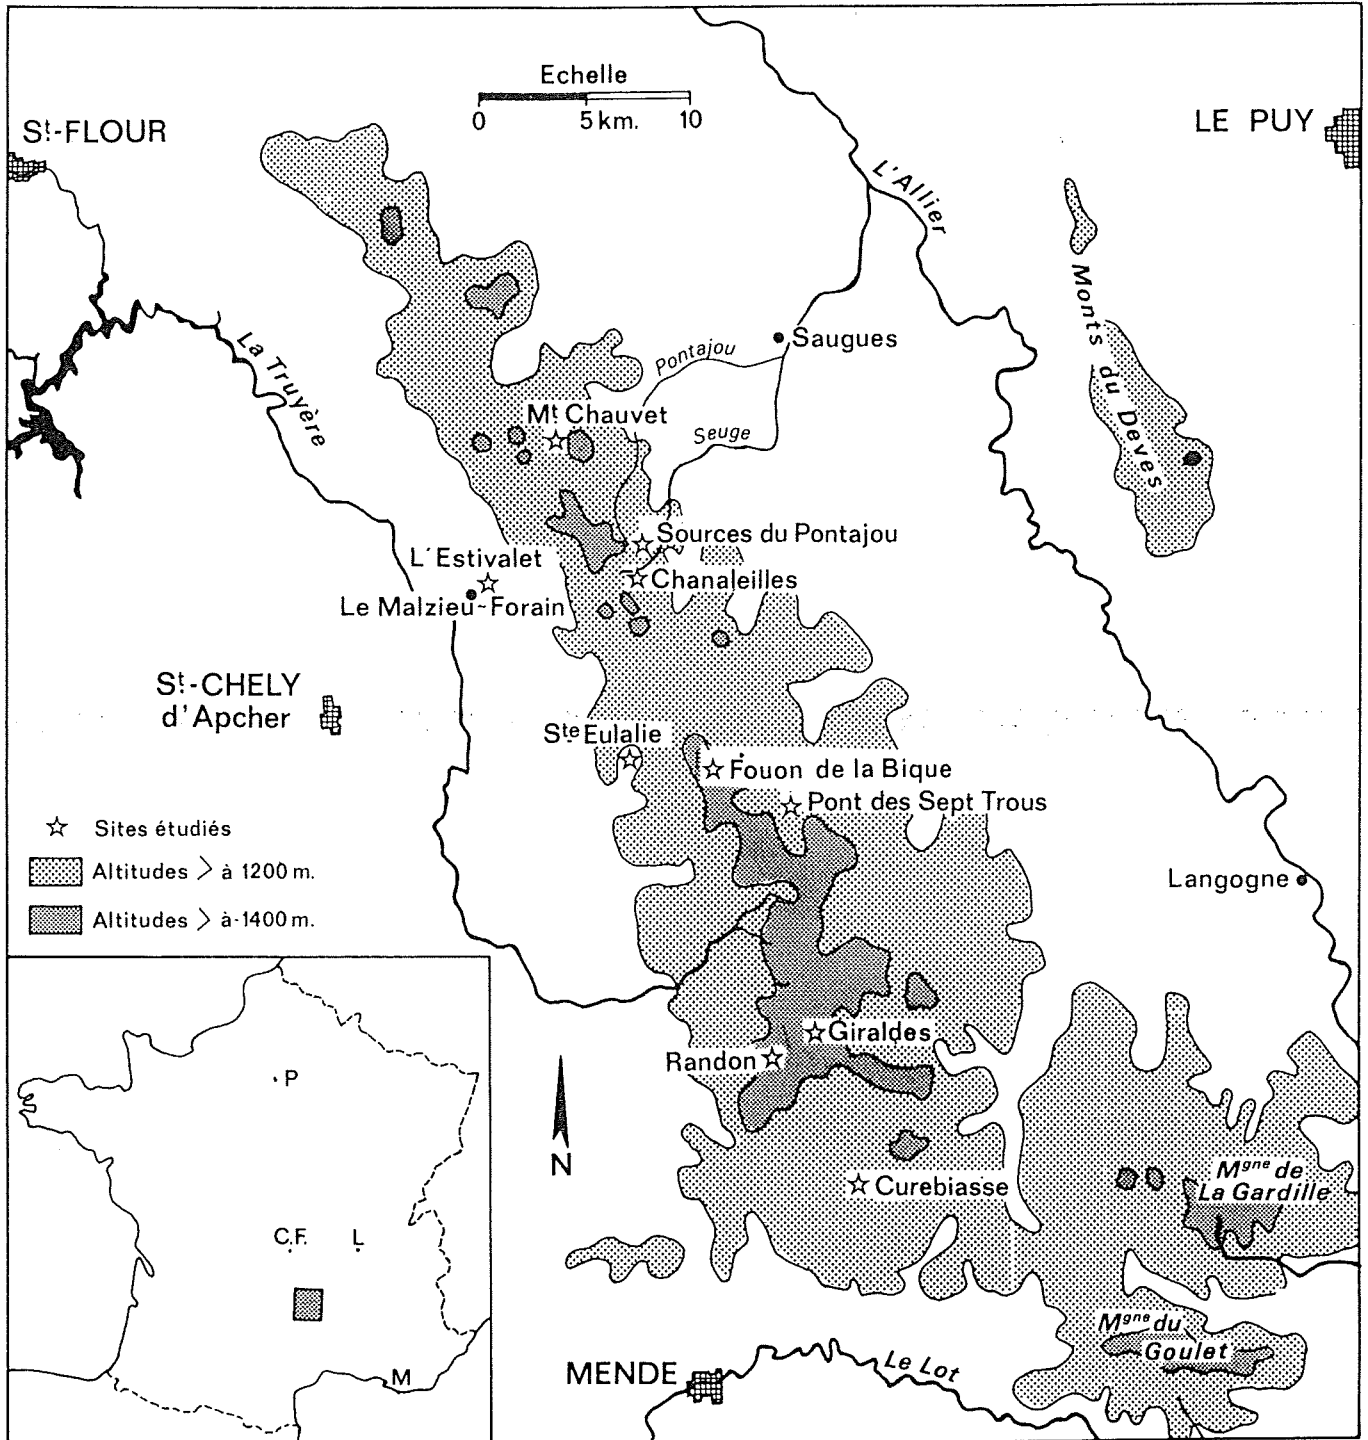 Echelle
0 5 km. 10
St-FLOUR
LE PUY
L'Allier
La Truyère
Monts du Deves
Saugues
Pontajou
Mt Chauvet
Seuge
Sources du Pontajou
L'Estivalet
Chanaleilles
Le Malzieu-Forain
St-CHELY
d'Apcher
Ste Eulalie
Fouon de la Bique
Pont des Sept Trous
Sites étudiés
Altitudes > à 1200 m.
Altitudes > à-1400 m.
Langogne
Giraldes
Randon
N
Curebiasse
Mgne de
La Gardille
Mgne du
Goulet
MENDE
Le Lot
P
C.F. L
M